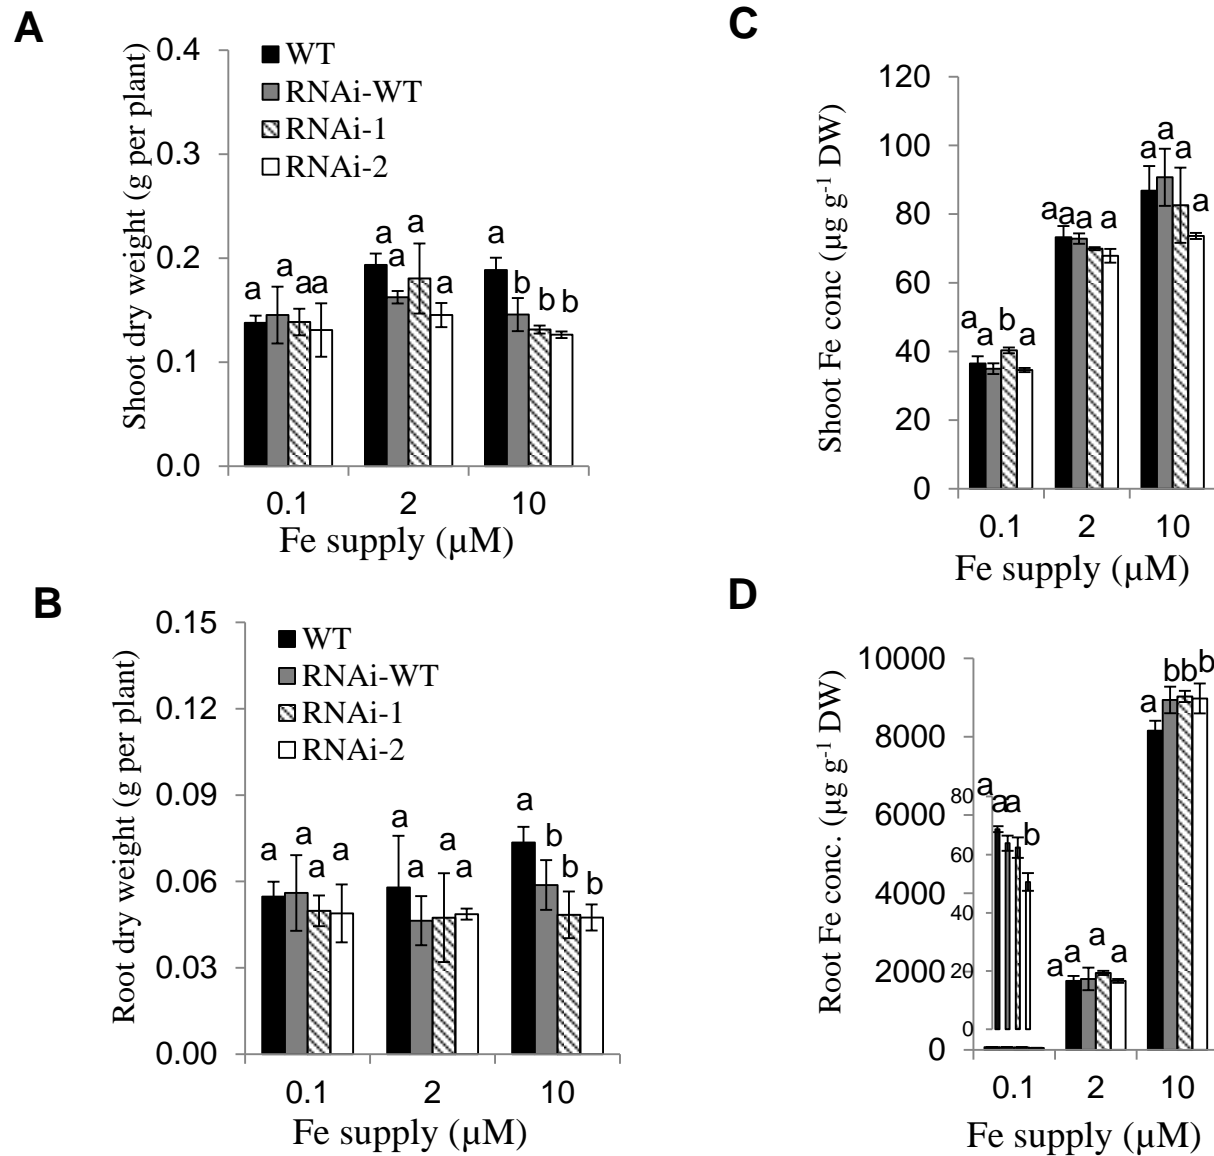 A
Shoot dry weight (g per plant)
0.4
0.3
0.2
0.1
0.0
WT
RNAi-WT
RNAi-1
RNAi-2
a a a a
a a a a
a b b b
0.1 2 10
Fe supply (µM)
B
Root dry weight (g per plant)
0.15
0.12
0.09
0.06
0.03
0.00
WT
RNAi-WT
RNAi-1
RNAi-2
a a a a
a a a a
a b b b
0.1 2 10
Fe supply (µM)
C
Shoot Fe conc (µg g⁻¹ DW)
120
100
80
60
40
20
0
a a b a
a a a a
a a a a
0.1 2 10
Fe supply (µM)
D
Root Fe conc. (µg g⁻¹ DW)
10000
8000
6000
4000
2000
0
80
60
40
20
0
a a a b
a a a a
a b b b
0.1 2 10
Fe supply (µM)